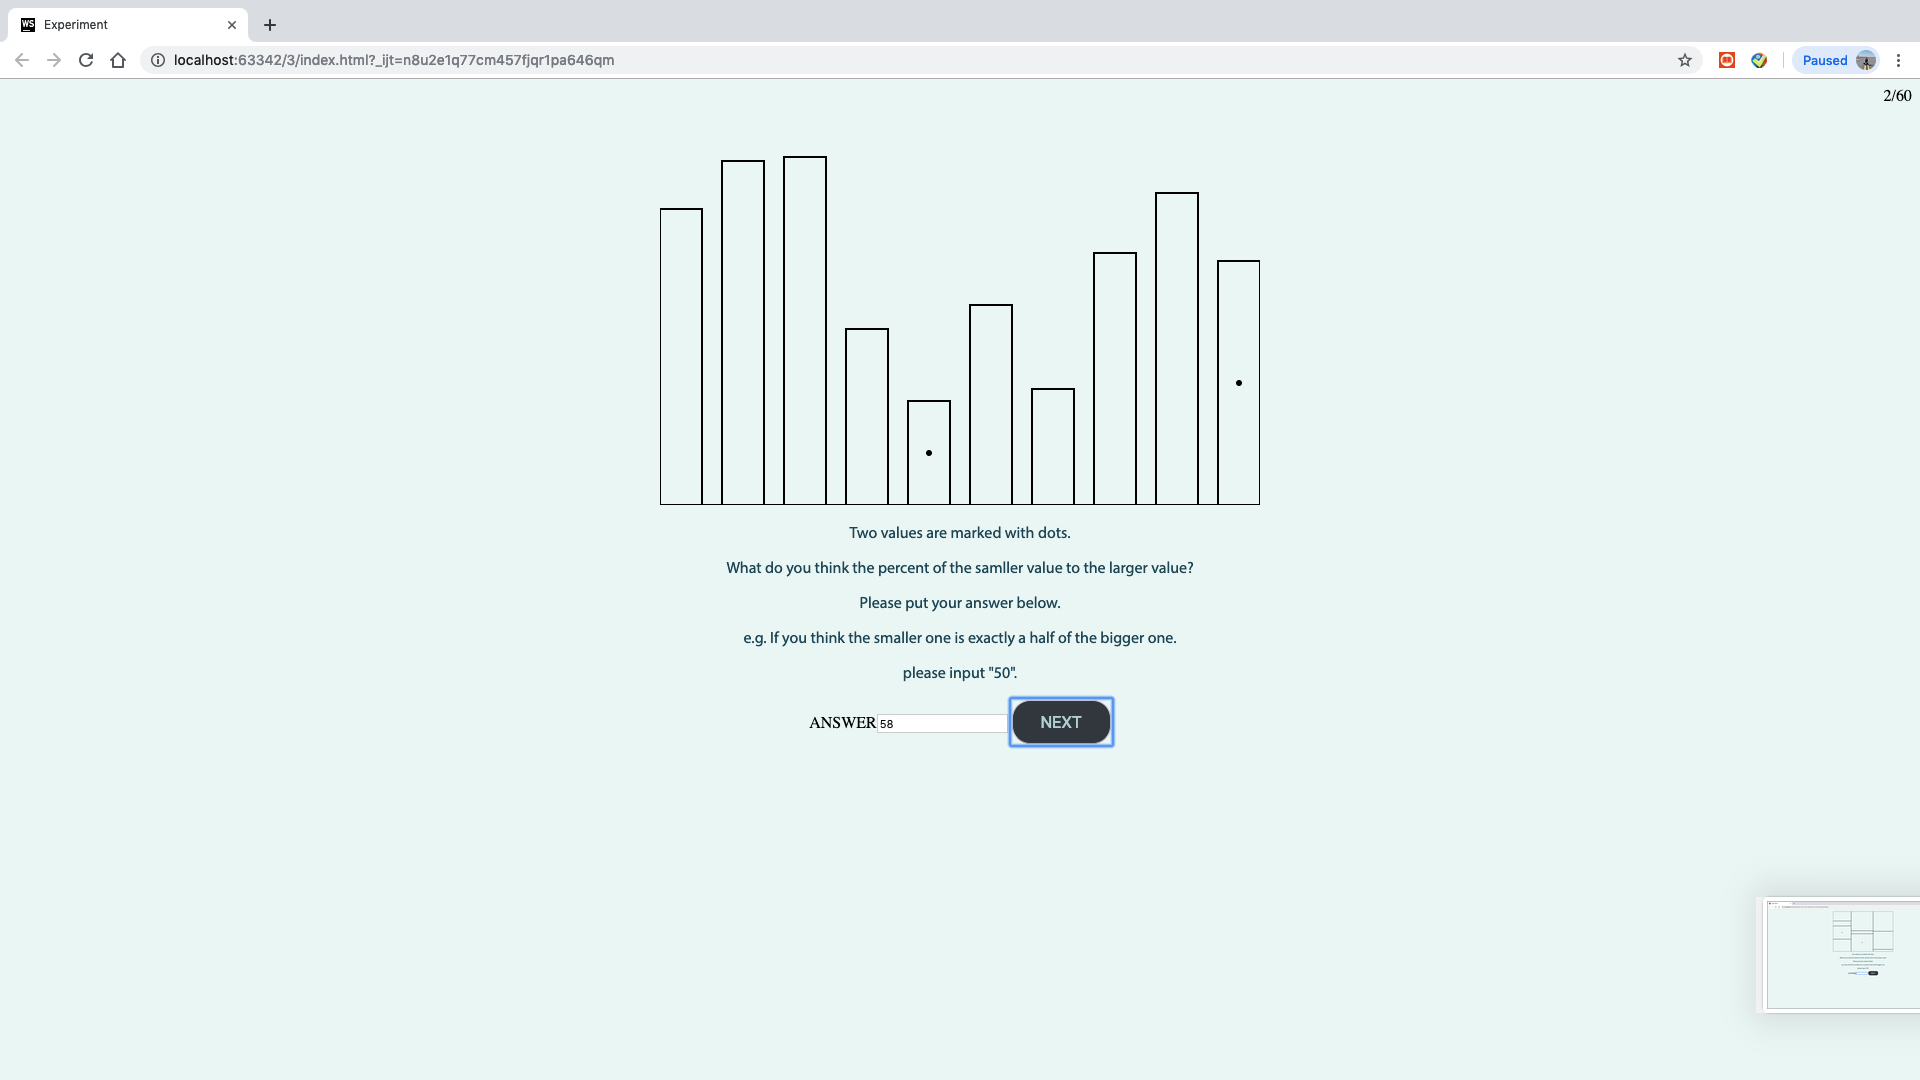 WS Experiment
localhost:63342/3/index.html?_ijt=n8u2e1q77cm457fjqr1pa646qm
Paused
2/60
Two values are marked with dots.
What do you think the percent of the samller value to the larger value?
Please put your answer below.
e.g. If you think the smaller one is exactly a half of the bigger one.
please input "50".
ANSWER 58 NEXT